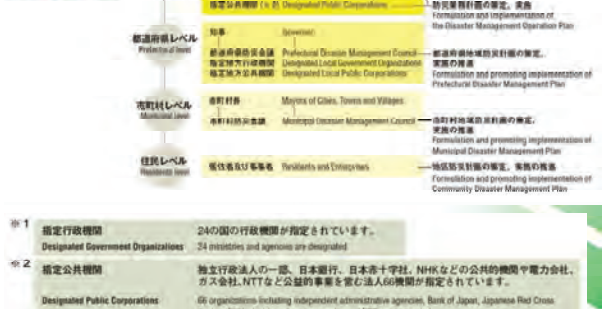 指定公共機関(※2) Designated Public Corporations
防災業務計画の策定、実施
Formulation and implementation of
the Disaster Management Operation Plan
都道府県レベル
Prefectural level
知事 Governor
都道府県防災会議 Prefectural Disaster Management Council
指定地方行政機関 Designated Local Government Organizations
指定地方公共機関 Designated Local Public Corporations
都道府県地域防災計画の策定、
実施の推進
Formulation and promoting implementation of
Prefectural Disaster Management Plan
市町村レベル
Municipal level
市町村長 Mayors of Cities, Towns and Villages
市町村防災会議 Municipal Disaster Management Council
市町村地域防災計画の策定、
実施の推進
Formulation and promoting implementation of
Municipal Disaster Management Plan
住民レベル
Residents level
居住者及び事業者 Residents and Enterprises
地区防災計画の策定、実施の推進
Formulation and promoting implementation of
Community Disaster Management Plan
※1 指定行政機関 24の国の行政機関が指定されています。
Designated Government Organizations 24 ministries and agencies are designated
※2 指定公共機関 独立行政法人の一部、日本銀行、日本赤十字社、NHKなどの公共的機関や電力会社、
ガス会社、NTTなど公益的事業を営む法人66機関が指定されています。
Designated Public Corporations 66 organizations including independent administrative agencies, Bank of Japan, Japanese Red Cross